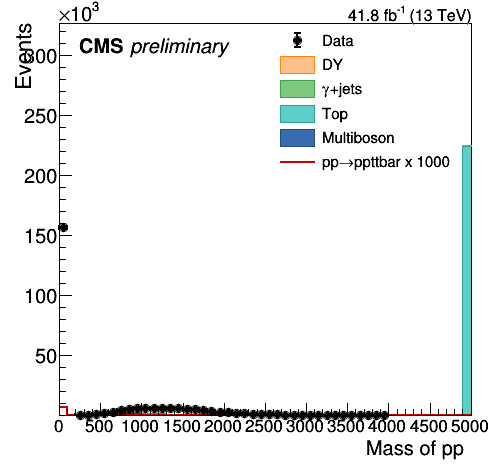 ×10³
41.8 fb⁻¹ (13 TeV)
Events
CMS preliminary
Data
DY
γ+jets
Top
Multiboson
pp→ppttbar x 1000
300
250
200
150
100
50
0 500 1000 1500 2000 2500 3000 3500 4000 4500 5000
Mass of pp